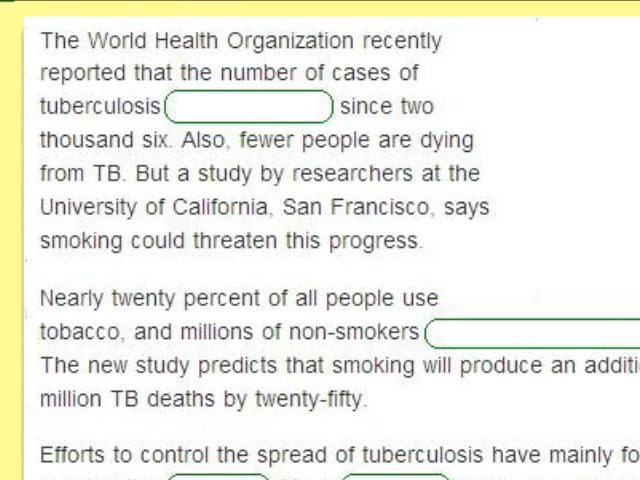 The World Health Organization recently
reported that the number of cases of
tuberculosis since two
thousand six. Also, fewer people are dying
from TB. But a study by researchers at the
University of California, San Francisco, says
smoking could threaten this progress.
Nearly twenty percent of all people use
tobacco, and millions of non-smokers
The new study predicts that smoking will produce an additi
million TB deaths by twenty-fifty.
Efforts to control the spread of tuberculosis have mainly fo